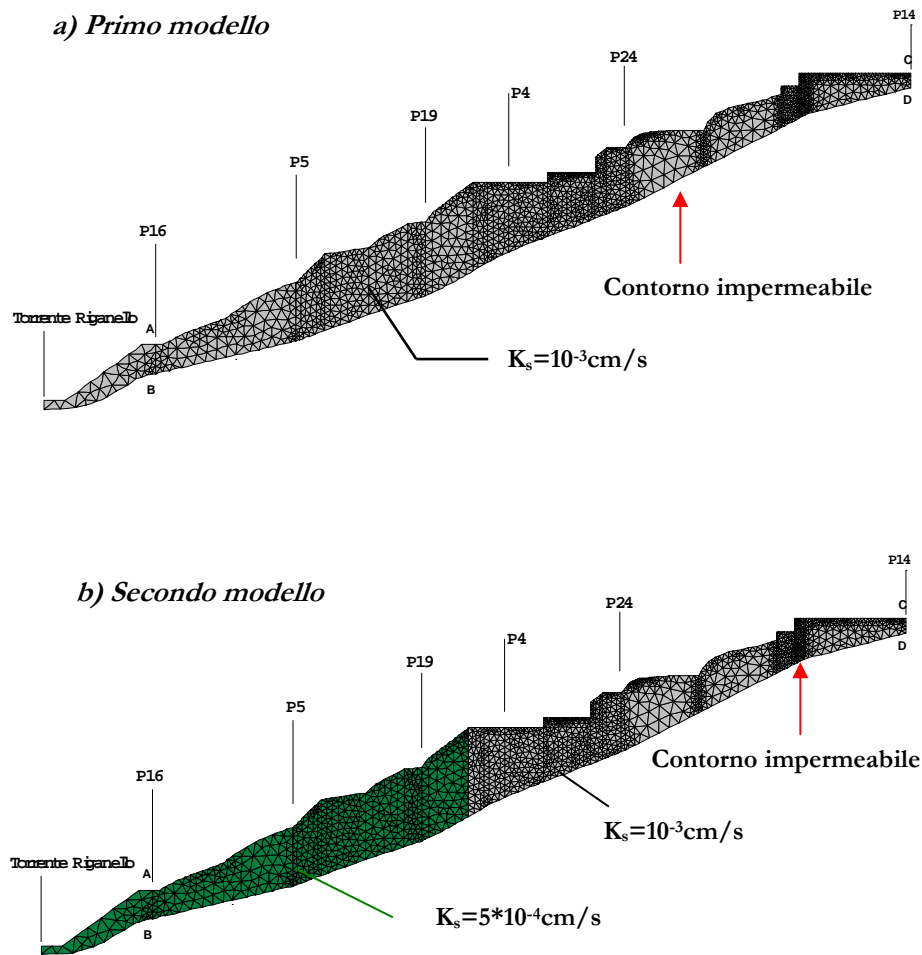 a) Primo modello
P14
C
P24
D
P4
P19
P5
P16
Contorno impermeabile
Torrente Riganello
A
Ks=10-3cm/s
B
b) Secondo modello
P14
C
P24
P4
D
P19
P5
Contorno impermeabile
P16
Ks=10-3cm/s
Torrente Riganello
A
Ks=5*10-4cm/s
B